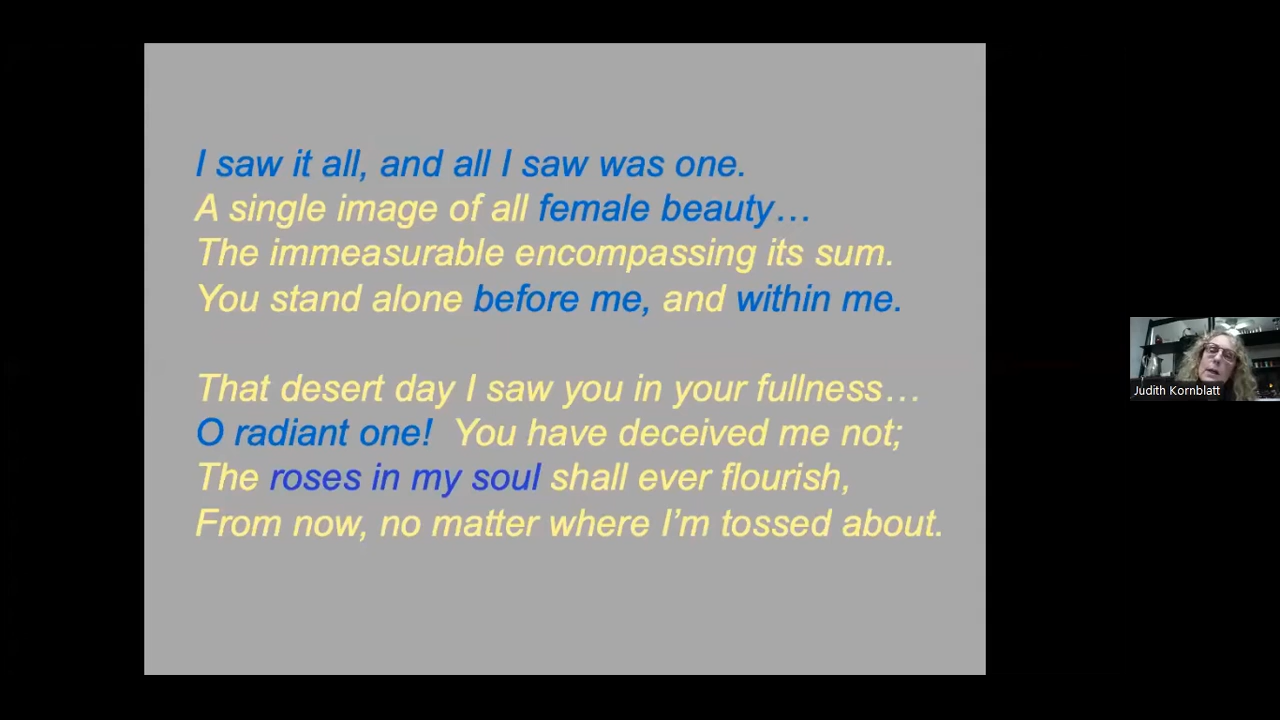 I saw it all, and all I saw was one.
A single image of all female beauty…
The immeasurable encompassing its sum.
You stand alone before me, and within me.
That desert day I saw you in your fullness…
O radiant one!  You have deceived me not;
The roses in my soul shall ever flourish,
From now, no matter where I’m tossed about.
Judith Kornblatt